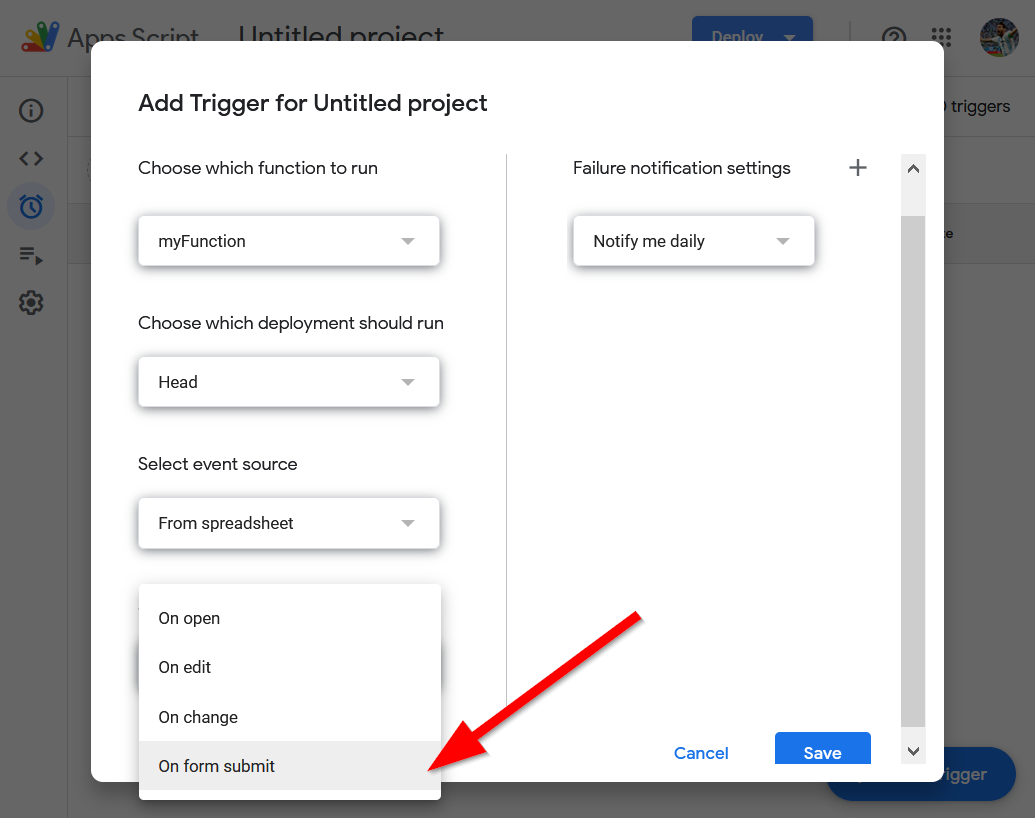 Apps Script Untitled project
Deploy
triggers
Add Trigger for Untitled project
Choose which function to run
myFunction
Choose which deployment should run
Head
Select event source
From spreadsheet
On open
On edit
On change
On form submit
Failure notification settings
Notify me daily
Cancel
Save